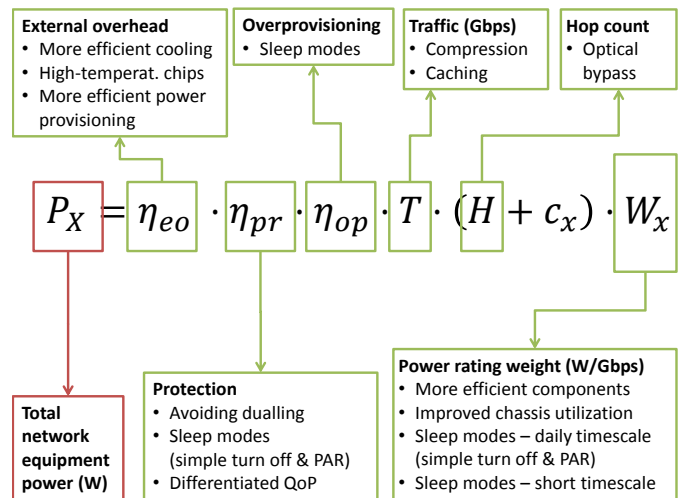 External overhead
• More efficient cooling
• High-temperat. chips
• More efficient power
provisioning
Overprovisioning
• Sleep modes
Traffic (Gbps)
• Compression
• Caching
Hop count
• Optical
bypass
P_X = η_eo · η_pr · η_op · T · (H + c_x) · W_x
Total
network
equipment
power (W)
Protection
• Avoiding dualling
• Sleep modes
(simple turn off & PAR)
• Differentiated QoP
Power rating weight (W/Gbps)
• More efficient components
• Improved chassis utilization
• Sleep modes – daily timescale
(simple turn off & PAR)
• Sleep modes – short timescale